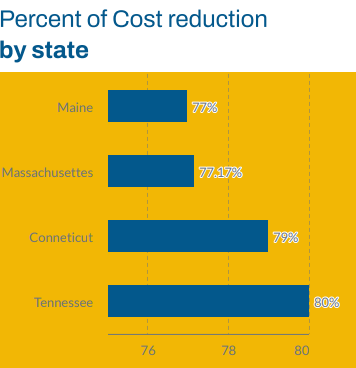 Percent of Cost reduction
by state
Maine 77%
Massachusettes 77.17%
Conneticut 79%
Tennessee 80%
76 78 80